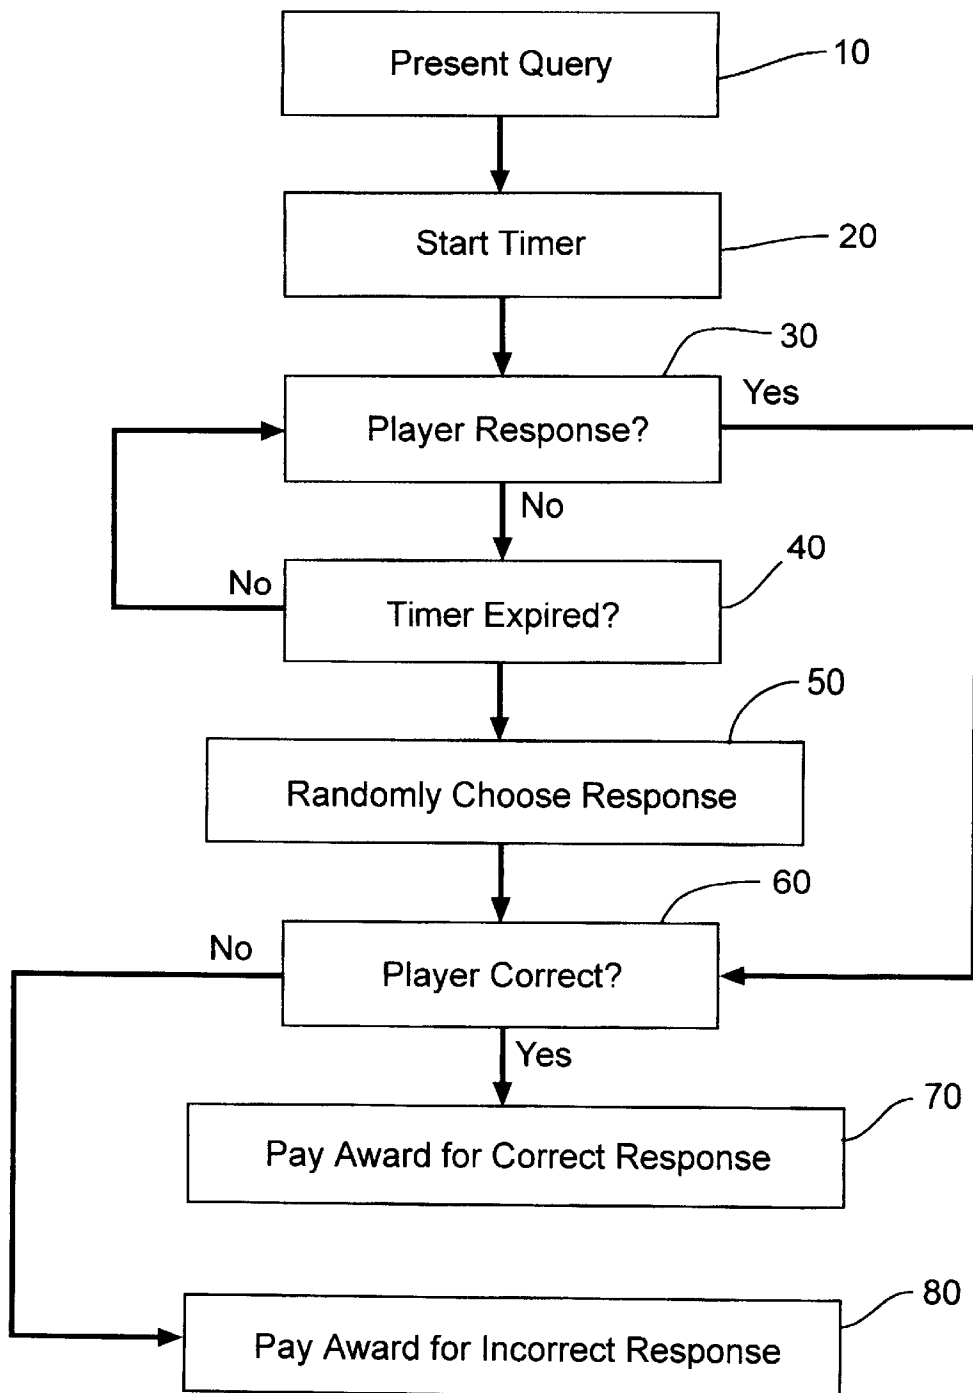 Present Query
10
Start Timer
20
30
Player Response?
Yes
No
40
No
Timer Expired?
50
Randomly Choose Response
60
No
Player Correct?
Yes
70
Pay Award for Correct Response
80
Pay Award for Incorrect Response